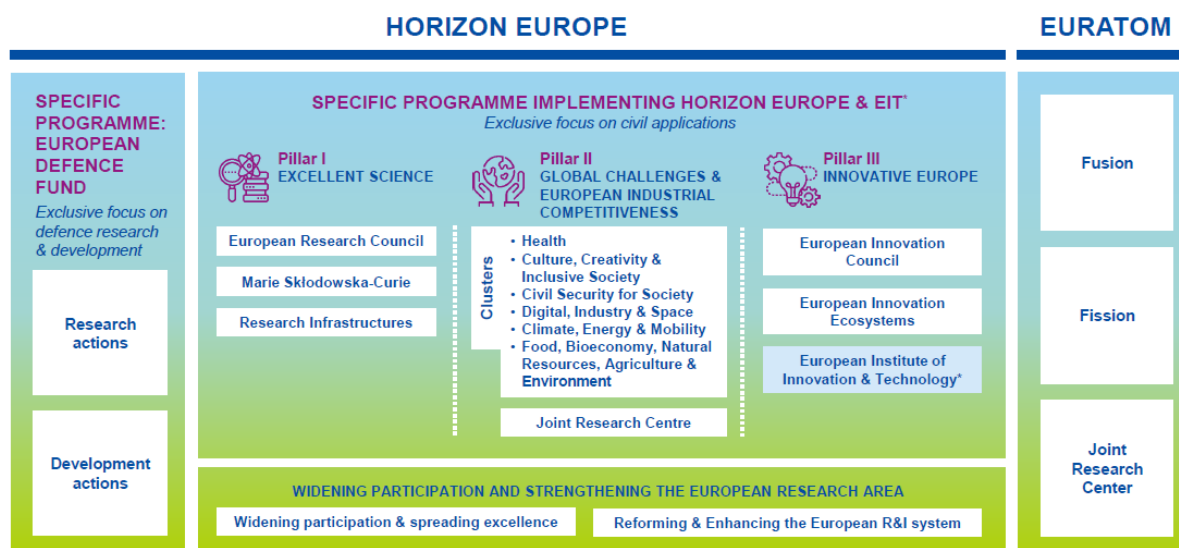 HORIZON EUROPE
EURATOM
SPECIFIC
PROGRAMME:
EUROPEAN
DEFENCE
FUND
Exclusive focus on
defence research
& development
Research
actions
Development
actions
SPECIFIC PROGRAMME IMPLEMENTING HORIZON EUROPE & EIT*
Exclusive focus on civil applications
Pillar I
EXCELLENT SCIENCE
European Research Council
Marie Skłodowska-Curie
Research Infrastructures
Pillar II
GLOBAL CHALLENGES &
EUROPEAN INDUSTRIAL
COMPETITIVENESS
Clusters
• Health
• Culture, Creativity &
Inclusive Society
• Civil Security for Society
• Digital, Industry & Space
• Climate, Energy & Mobility
• Food, Bioeconomy, Natural
Resources, Agriculture &
Environment
Joint Research Centre
Pillar III
INNOVATIVE EUROPE
European Innovation
Council
European Innovation
Ecosystems
European Institute of
Innovation & Technology*
WIDENING PARTICIPATION AND STRENGTHENING THE EUROPEAN RESEARCH AREA
Widening participation & spreading excellence
Reforming & Enhancing the European R&I system
Fusion
Fission
Joint
Research
Center